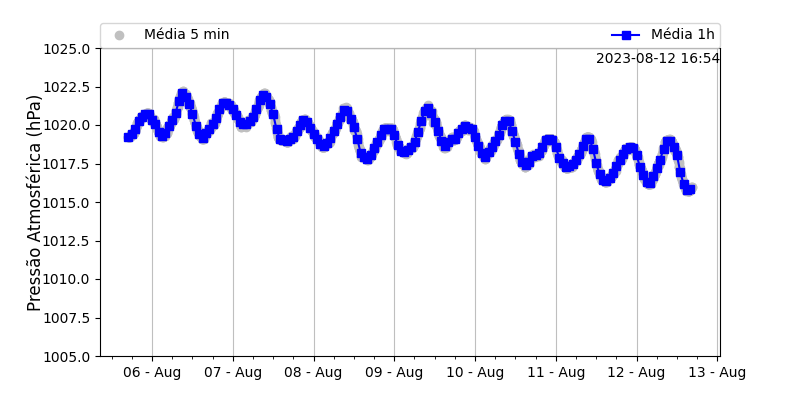 Média 5 min
Média 1h
2023-08-12 16:54
Pressão Atmosférica (hPa)
1025.0
1022.5
1020.0
1017.5
1015.0
1012.5
1010.0
1007.5
1005.0
06 - Aug
07 - Aug
08 - Aug
09 - Aug
10 - Aug
11 - Aug
12 - Aug
13 - Aug